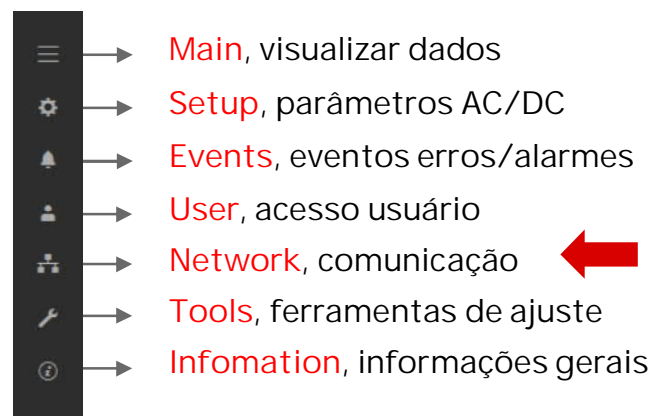 Main, visualizar dados
Setup, parâmetros AC/DC
Events, eventos erros/alarmes
User, acesso usuário
Network, comunicação
Tools, ferramentas de ajuste
Infomation, informações gerais